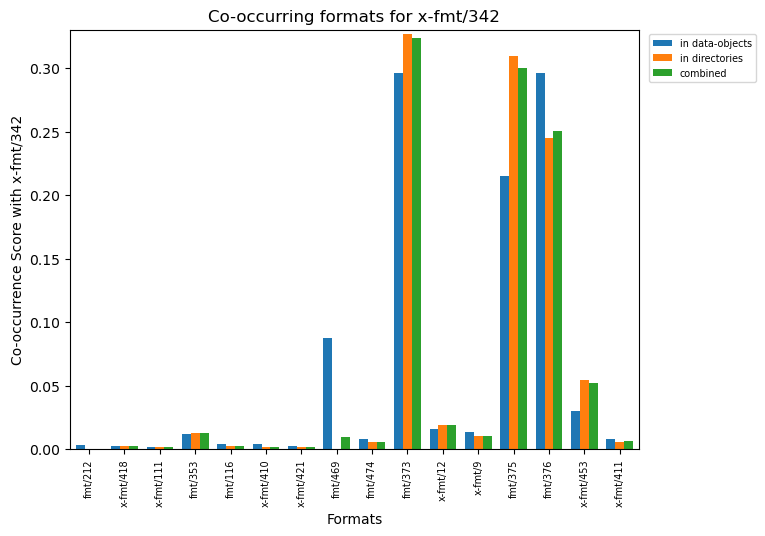 Co-occurring formats for x-fmt/342
in data-objects
in directories
combined
Co-occurrence Score with x-fmt/342
0.30
0.25
0.20
0.15
0.10
0.05
0.00
fmt/212
x-fmt/418
x-fmt/111
fmt/353
fmt/116
x-fmt/410
x-fmt/421
fmt/469
fmt/474
fmt/373
x-fmt/12
x-fmt/9
fmt/375
fmt/376
x-fmt/453
x-fmt/411
Formats